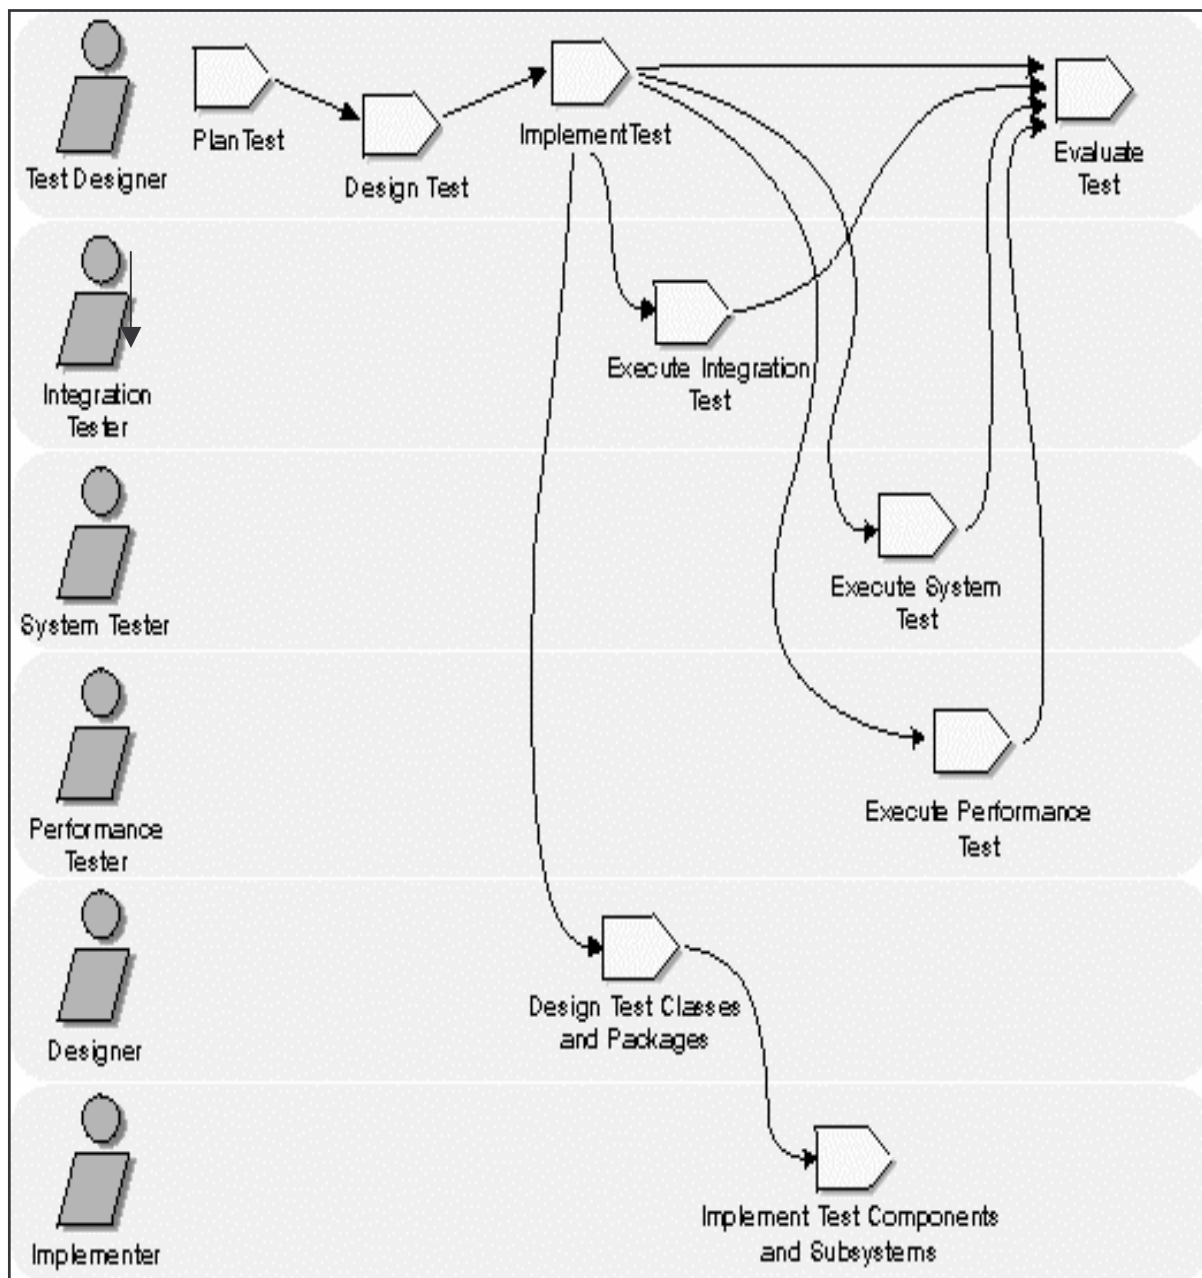 Test Designer
Plan Test
Design Test
Implement Test
Evaluate
Test
Integration
Tester
Execute Integration
Test
System Tester
Execute System
Test
Performance
Tester
Execute Performance
Test
Designer
Design Test Classes
and Packages
Implementer
Implement Test Components
and Subsystems